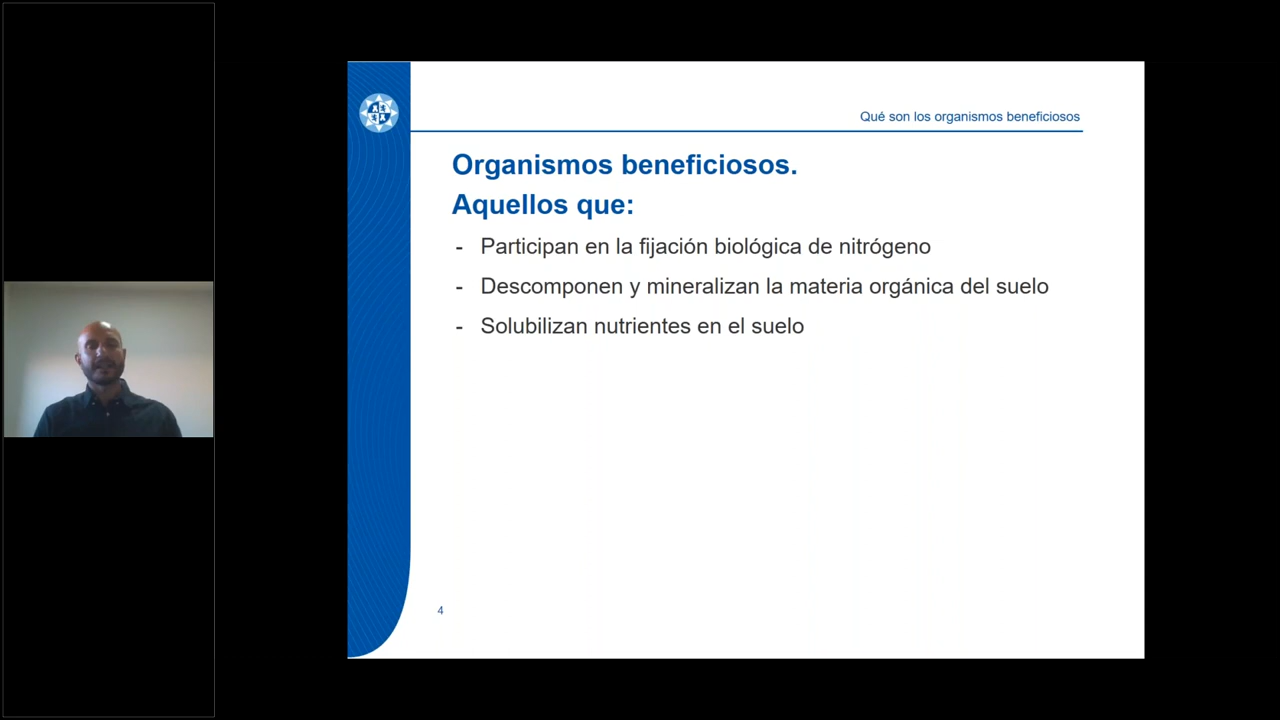 Qué son los organismos beneficiosos
Organismos beneficiosos.
Aquellos que:
- Participan en la fijación biológica de nitrógeno
- Descomponen y mineralizan la materia orgánica del suelo
- Solubilizan nutrientes en el suelo
4